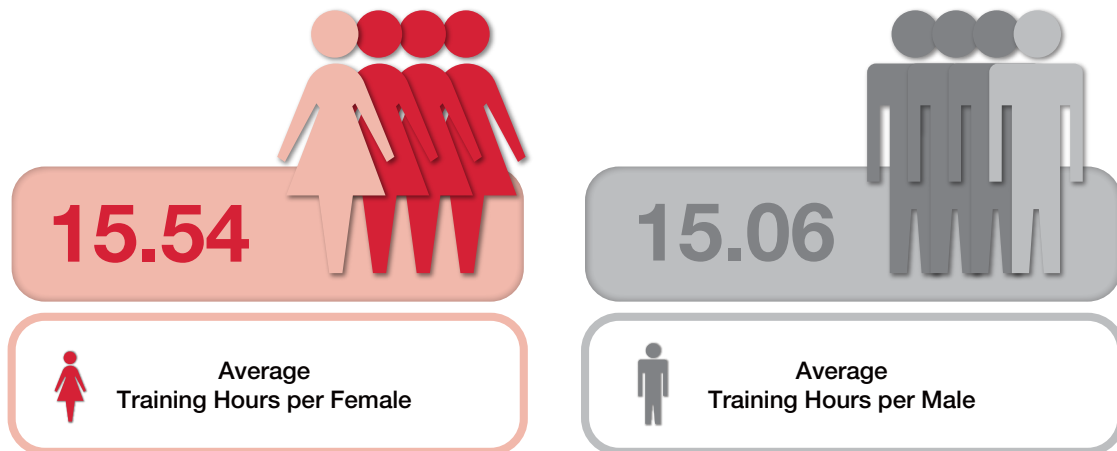 15.54
15.06
Average
Training Hours per Female
Average
Training Hours per Male